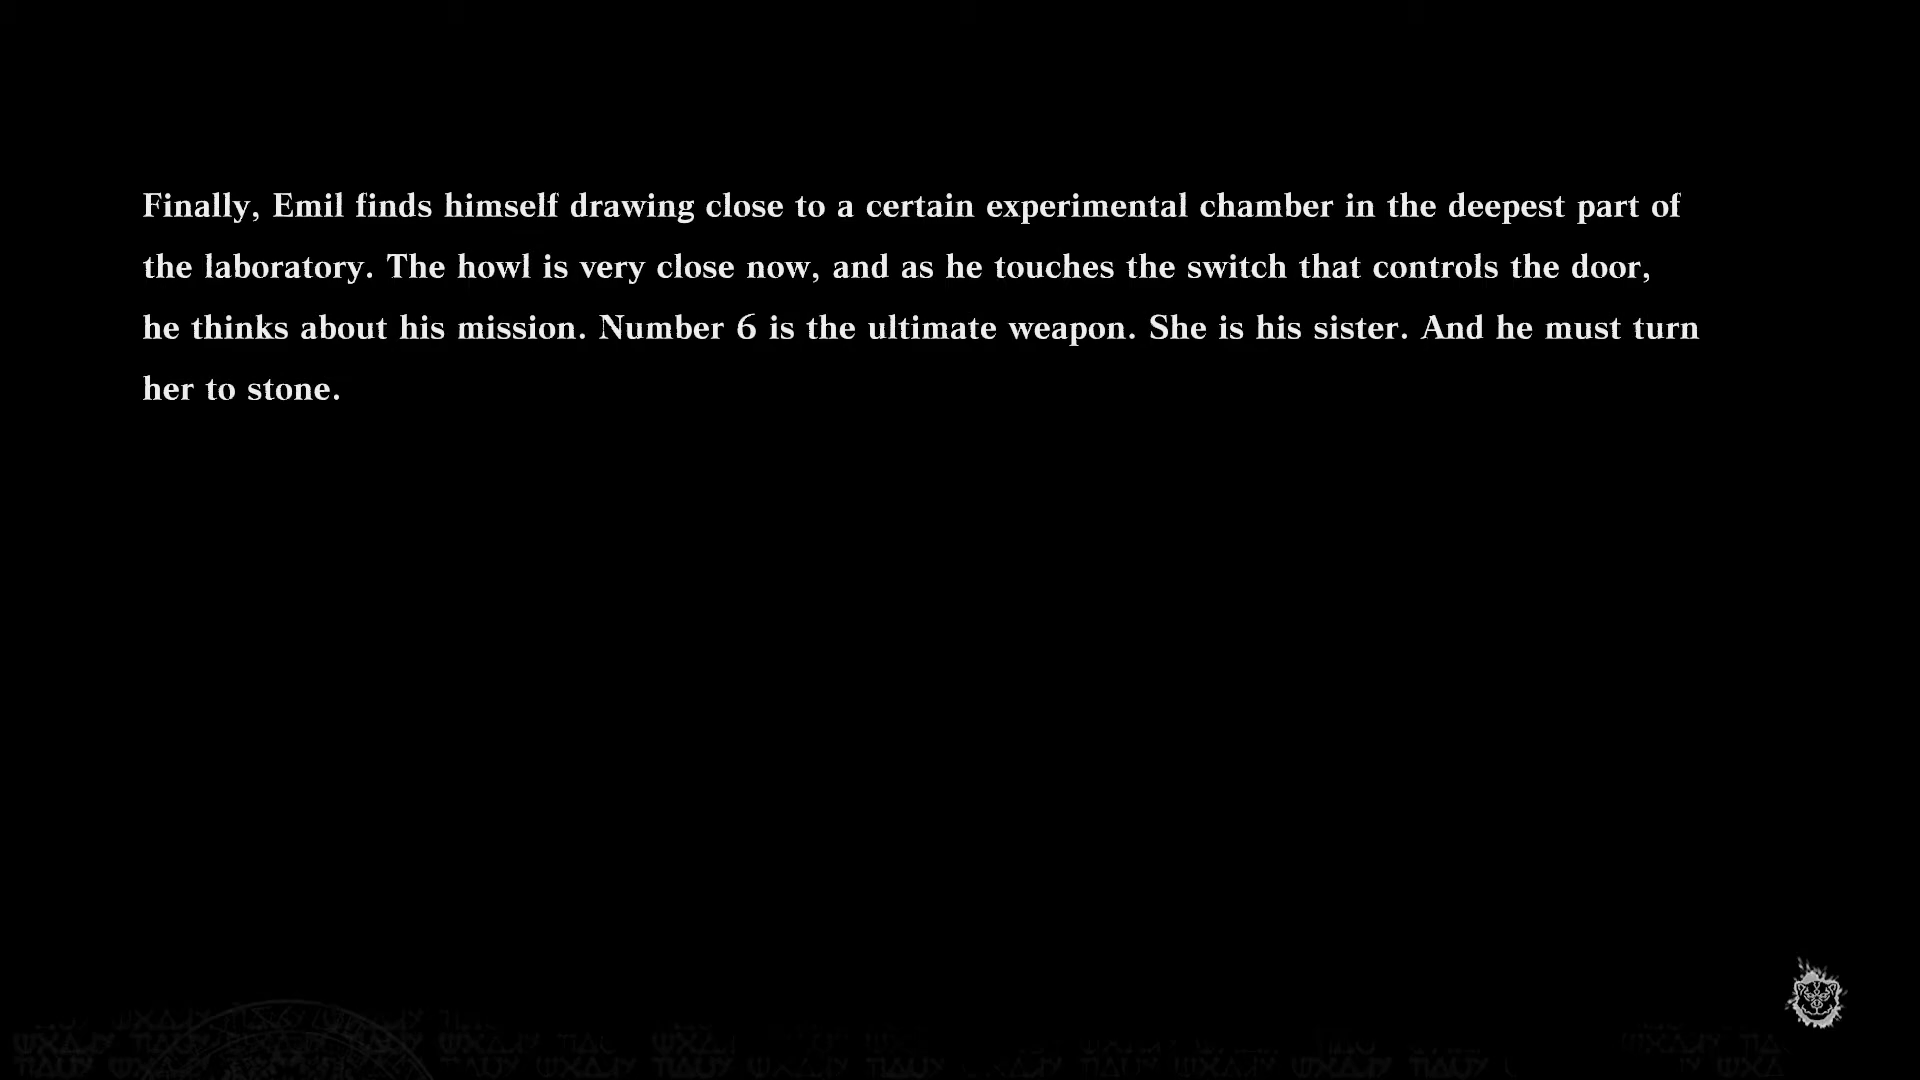 Finally, Emil finds himself drawing close to a certain experimental chamber in the deepest part of
the laboratory. The howl is very close now, and as he touches the switch that controls the door,
he thinks about his mission. Number 6 is the ultimate weapon. She is his sister. And he must turn
her to stone.